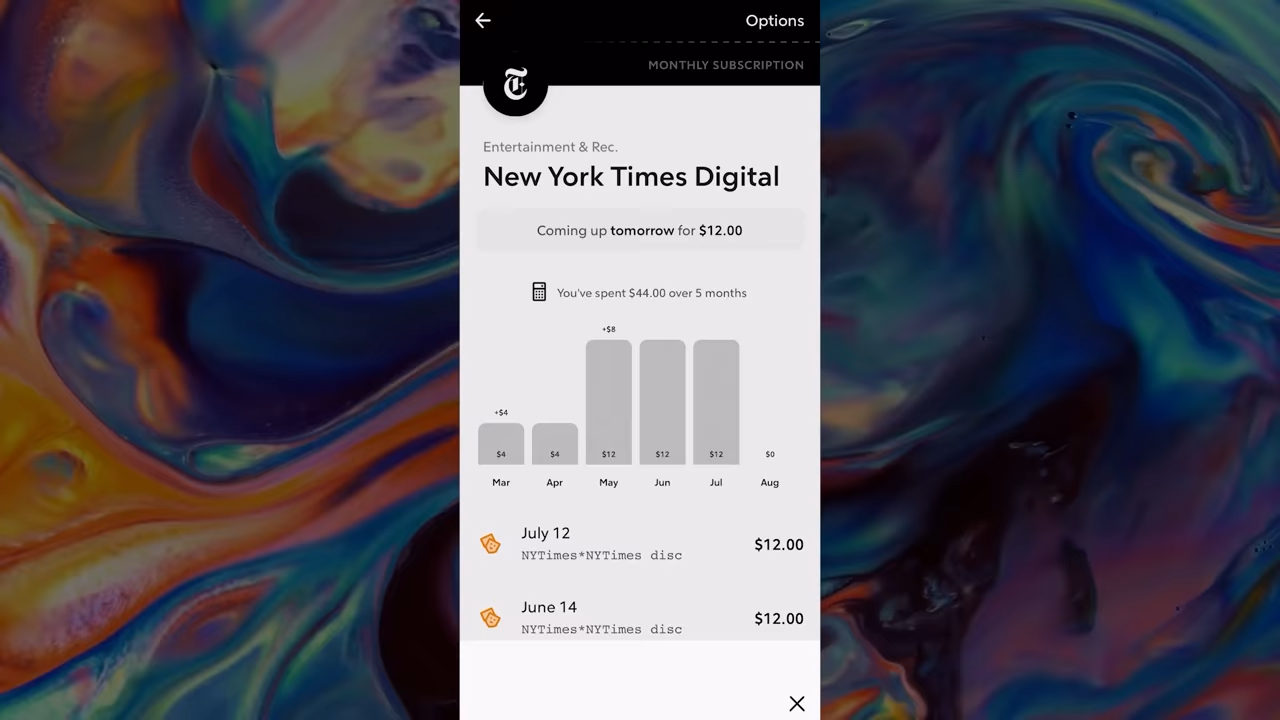 Options
MONTHLY SUBSCRIPTION
T
Entertainment & Rec.
New York Times Digital
Coming up tomorrow for $12.00
You've spent $44.00 over 5 months
+$8
+$4
$4 $4 $12 $12 $12 $0
Mar Apr May Jun Jul Aug
July 12
NYTimes*NYTimes disc $12.00
June 14
NYTimes*NYTimes disc $12.00